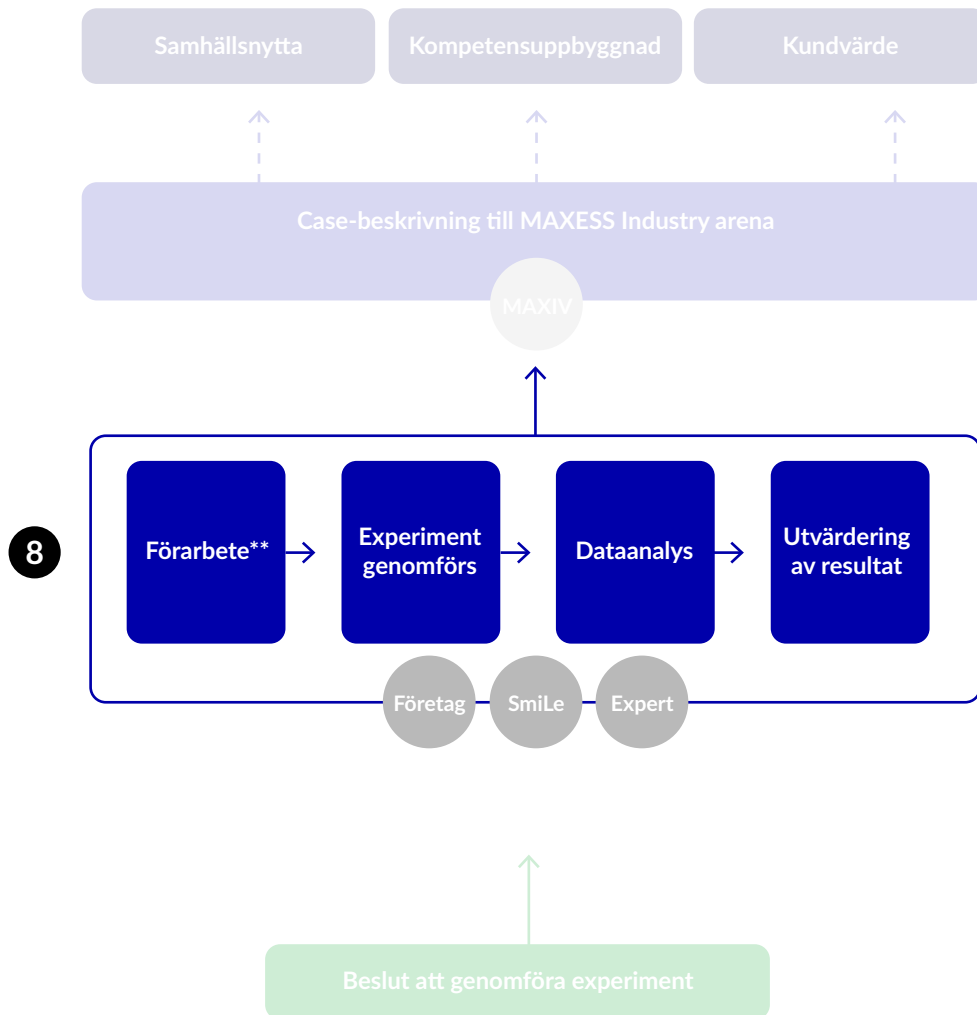 Samhällsnytta
Kompetensuppbyggnad
Kundvärde
Case-beskrivning till MAXESS Industry arena
MAXIV
8
Förarbete**
Experiment
genomförs
Dataanalys
Utvärdering
av resultat
Företag
SmiLe
Expert
Beslut att genomföra experiment